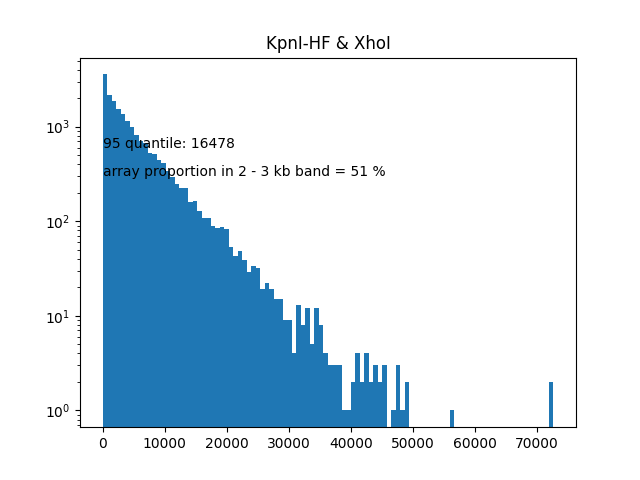 KpnI-HF & XhoI
10³
95 quantile: 16478
array proportion in 2 - 3 kb band = 51 %
10²
10¹
10⁰
0 10000 20000 30000 40000 50000 60000 70000